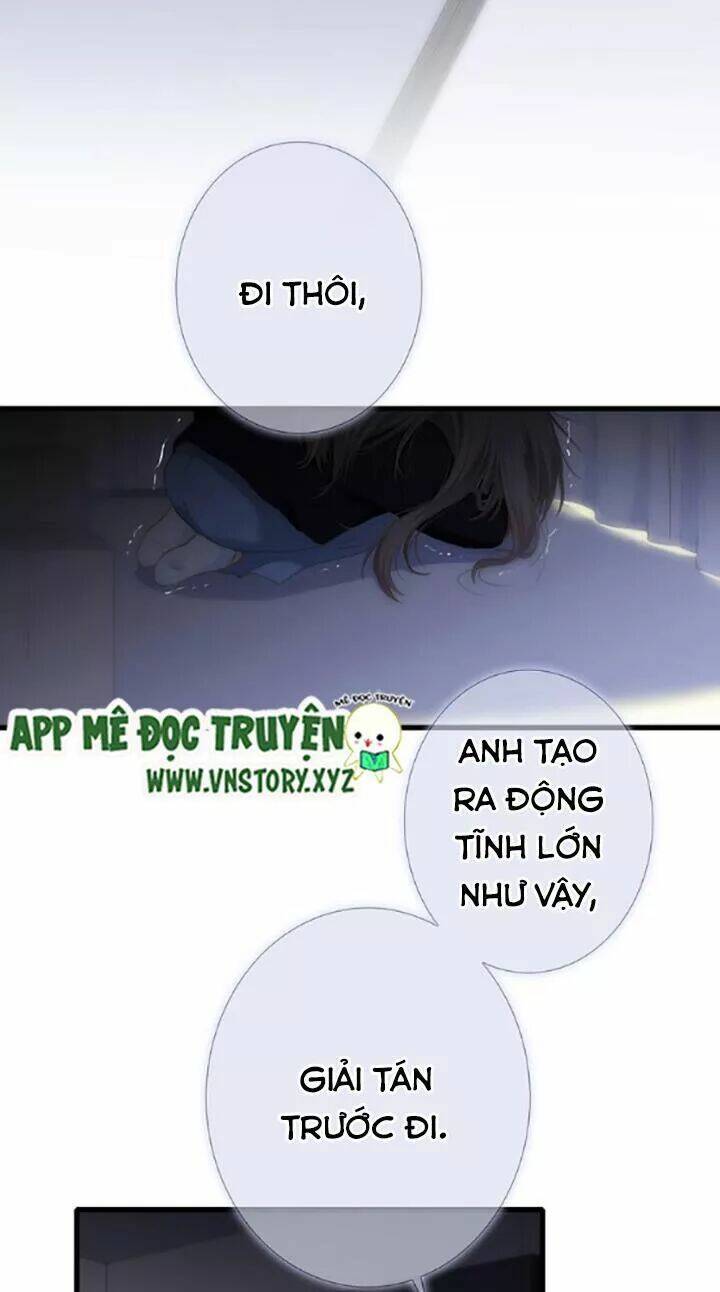 ĐI THÔI,
MÊ ĐỌC TRUYỆN
APP MÊ ĐỌC TRUYỆN
WWW.VNSTORY.XYZ
ANH TẠO
RA ĐỘNG
TĨNH LỚN
NHƯ VẬY,
GIẢI TÁN
TRƯỚC ĐI.